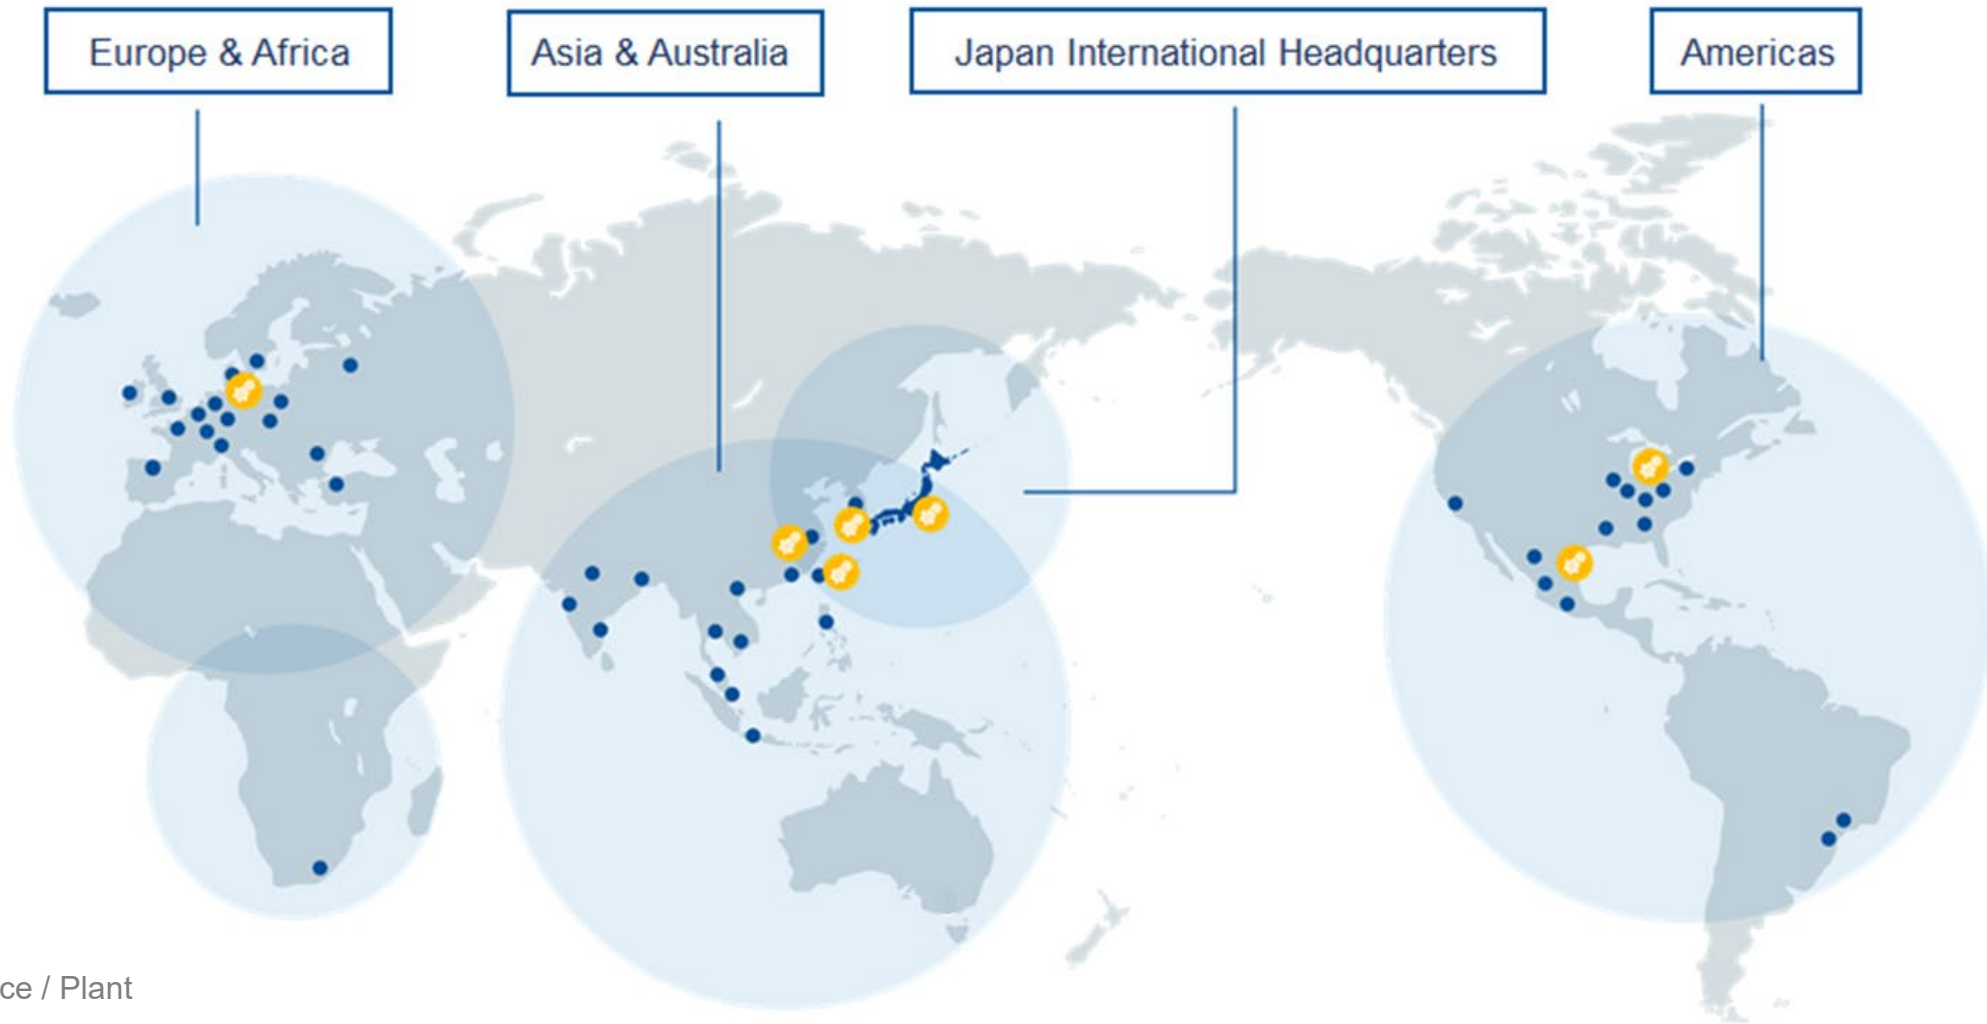 Europe & Africa
Asia & Australia
Japan International Headquarters
Americas
ce / Plant